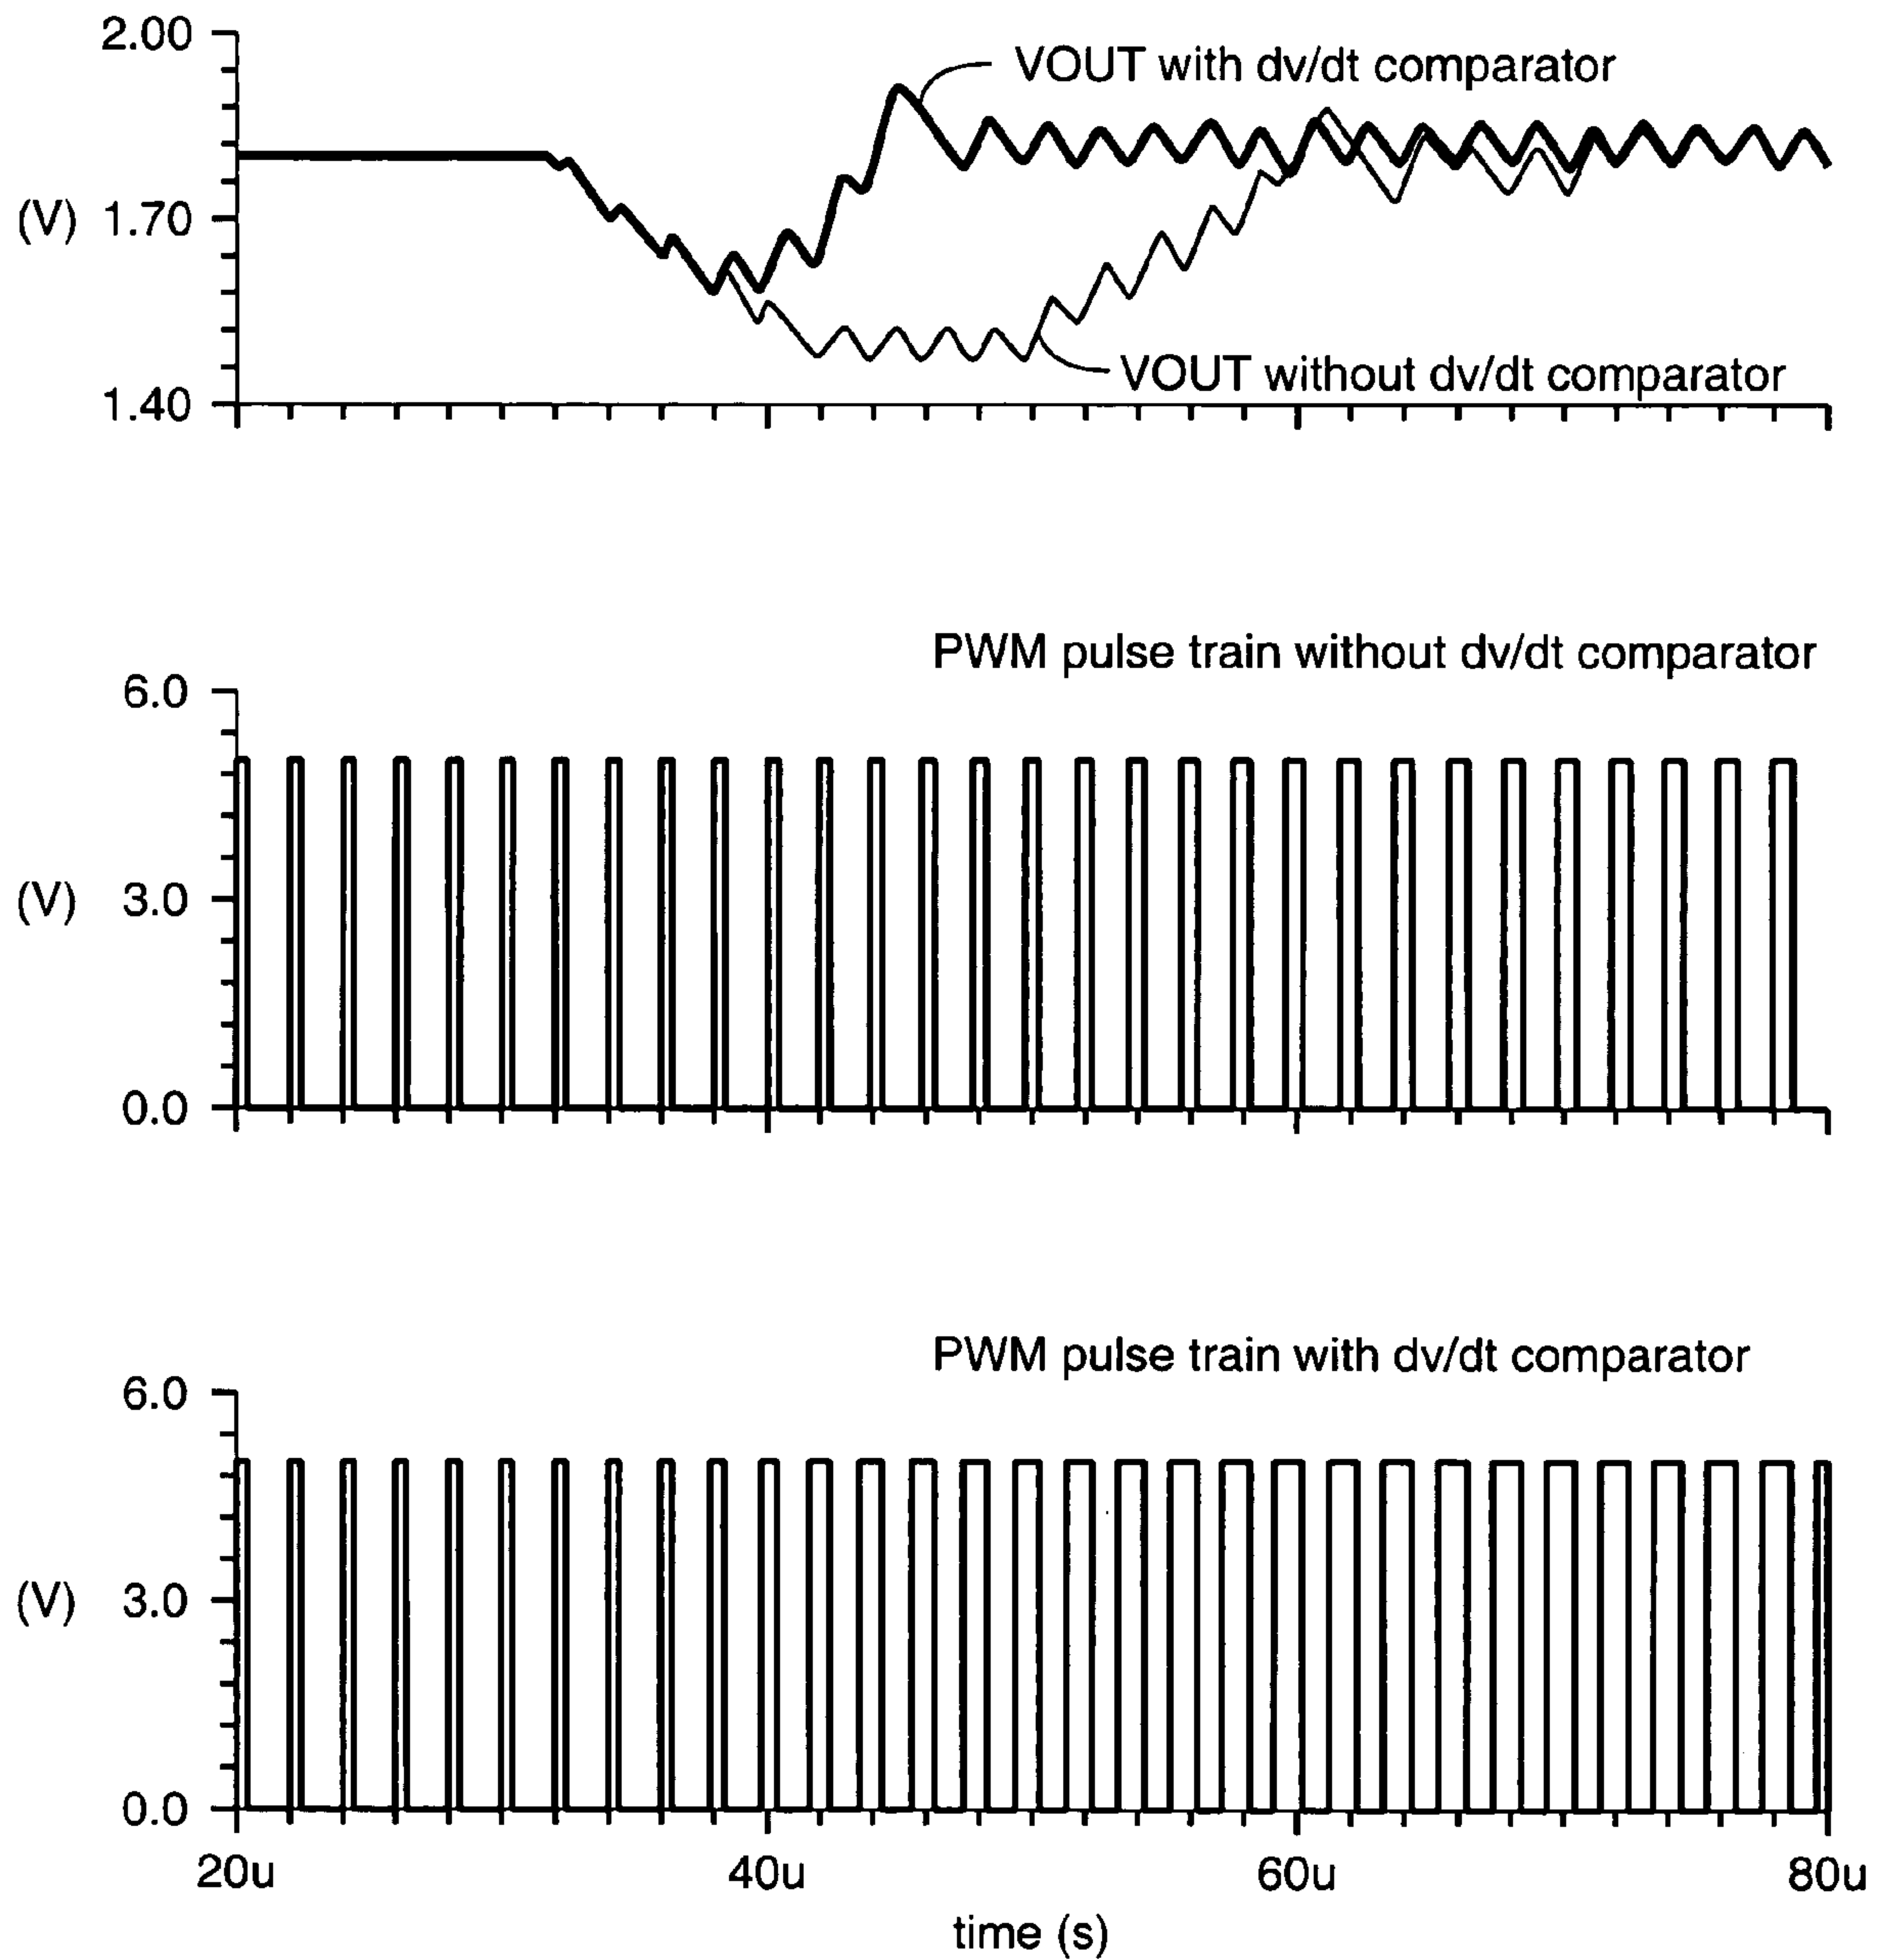 2.00
VOUT with dv/dt comparator
(V) 1.70
VOUT without dv/dt comparator
1.40
PWM pulse train without dv/dt comparator
6.0
(V) 3.0
0.0
PWM pulse train with dv/dt comparator
6.0
(V) 3.0
0.0
20u 40u 60u 80u
time (s)